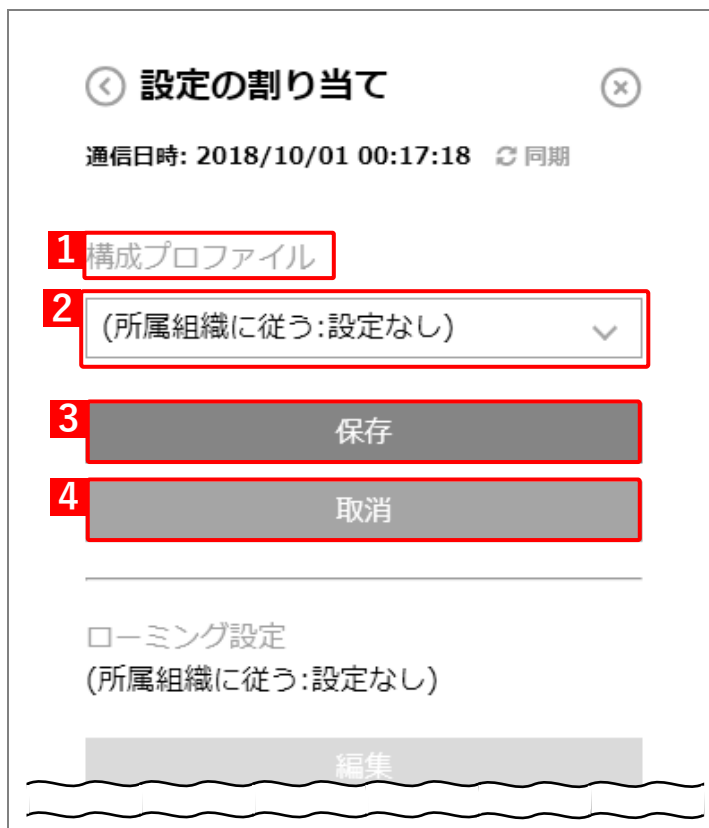 設定の割り当て
通信日時: 2018/10/01 00:17:18 同期
1 構成プロファイル
2 (所属組織に従う:設定なし)
3 保存
4 取消
ローミング設定
(所属組織に従う:設定なし)
編集